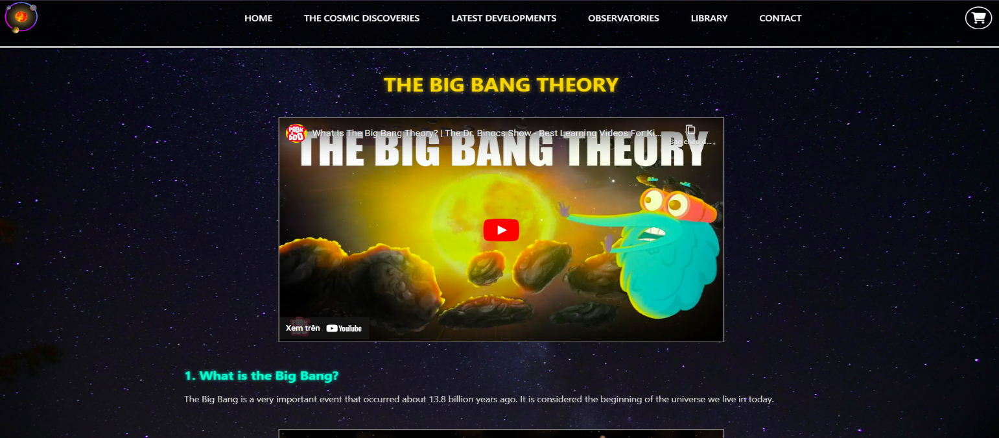 HOME THE COSMIC DISCOVERIES LATEST DEVELOPMENTS OBSERVATORIES LIBRARY CONTACT
THE BIG BANG THEORY
What Is The Big Bang Theory? | The Dr. Binocs Show - Best Learning Videos For Ki...
Sao chép đ...
THE BIG BANG THEORY
Xem trên YouTube
1. What is the Big Bang?
The Big Bang is a very important event that occurred about 13.8 billion years ago. It is considered the beginning of the universe we live in today.